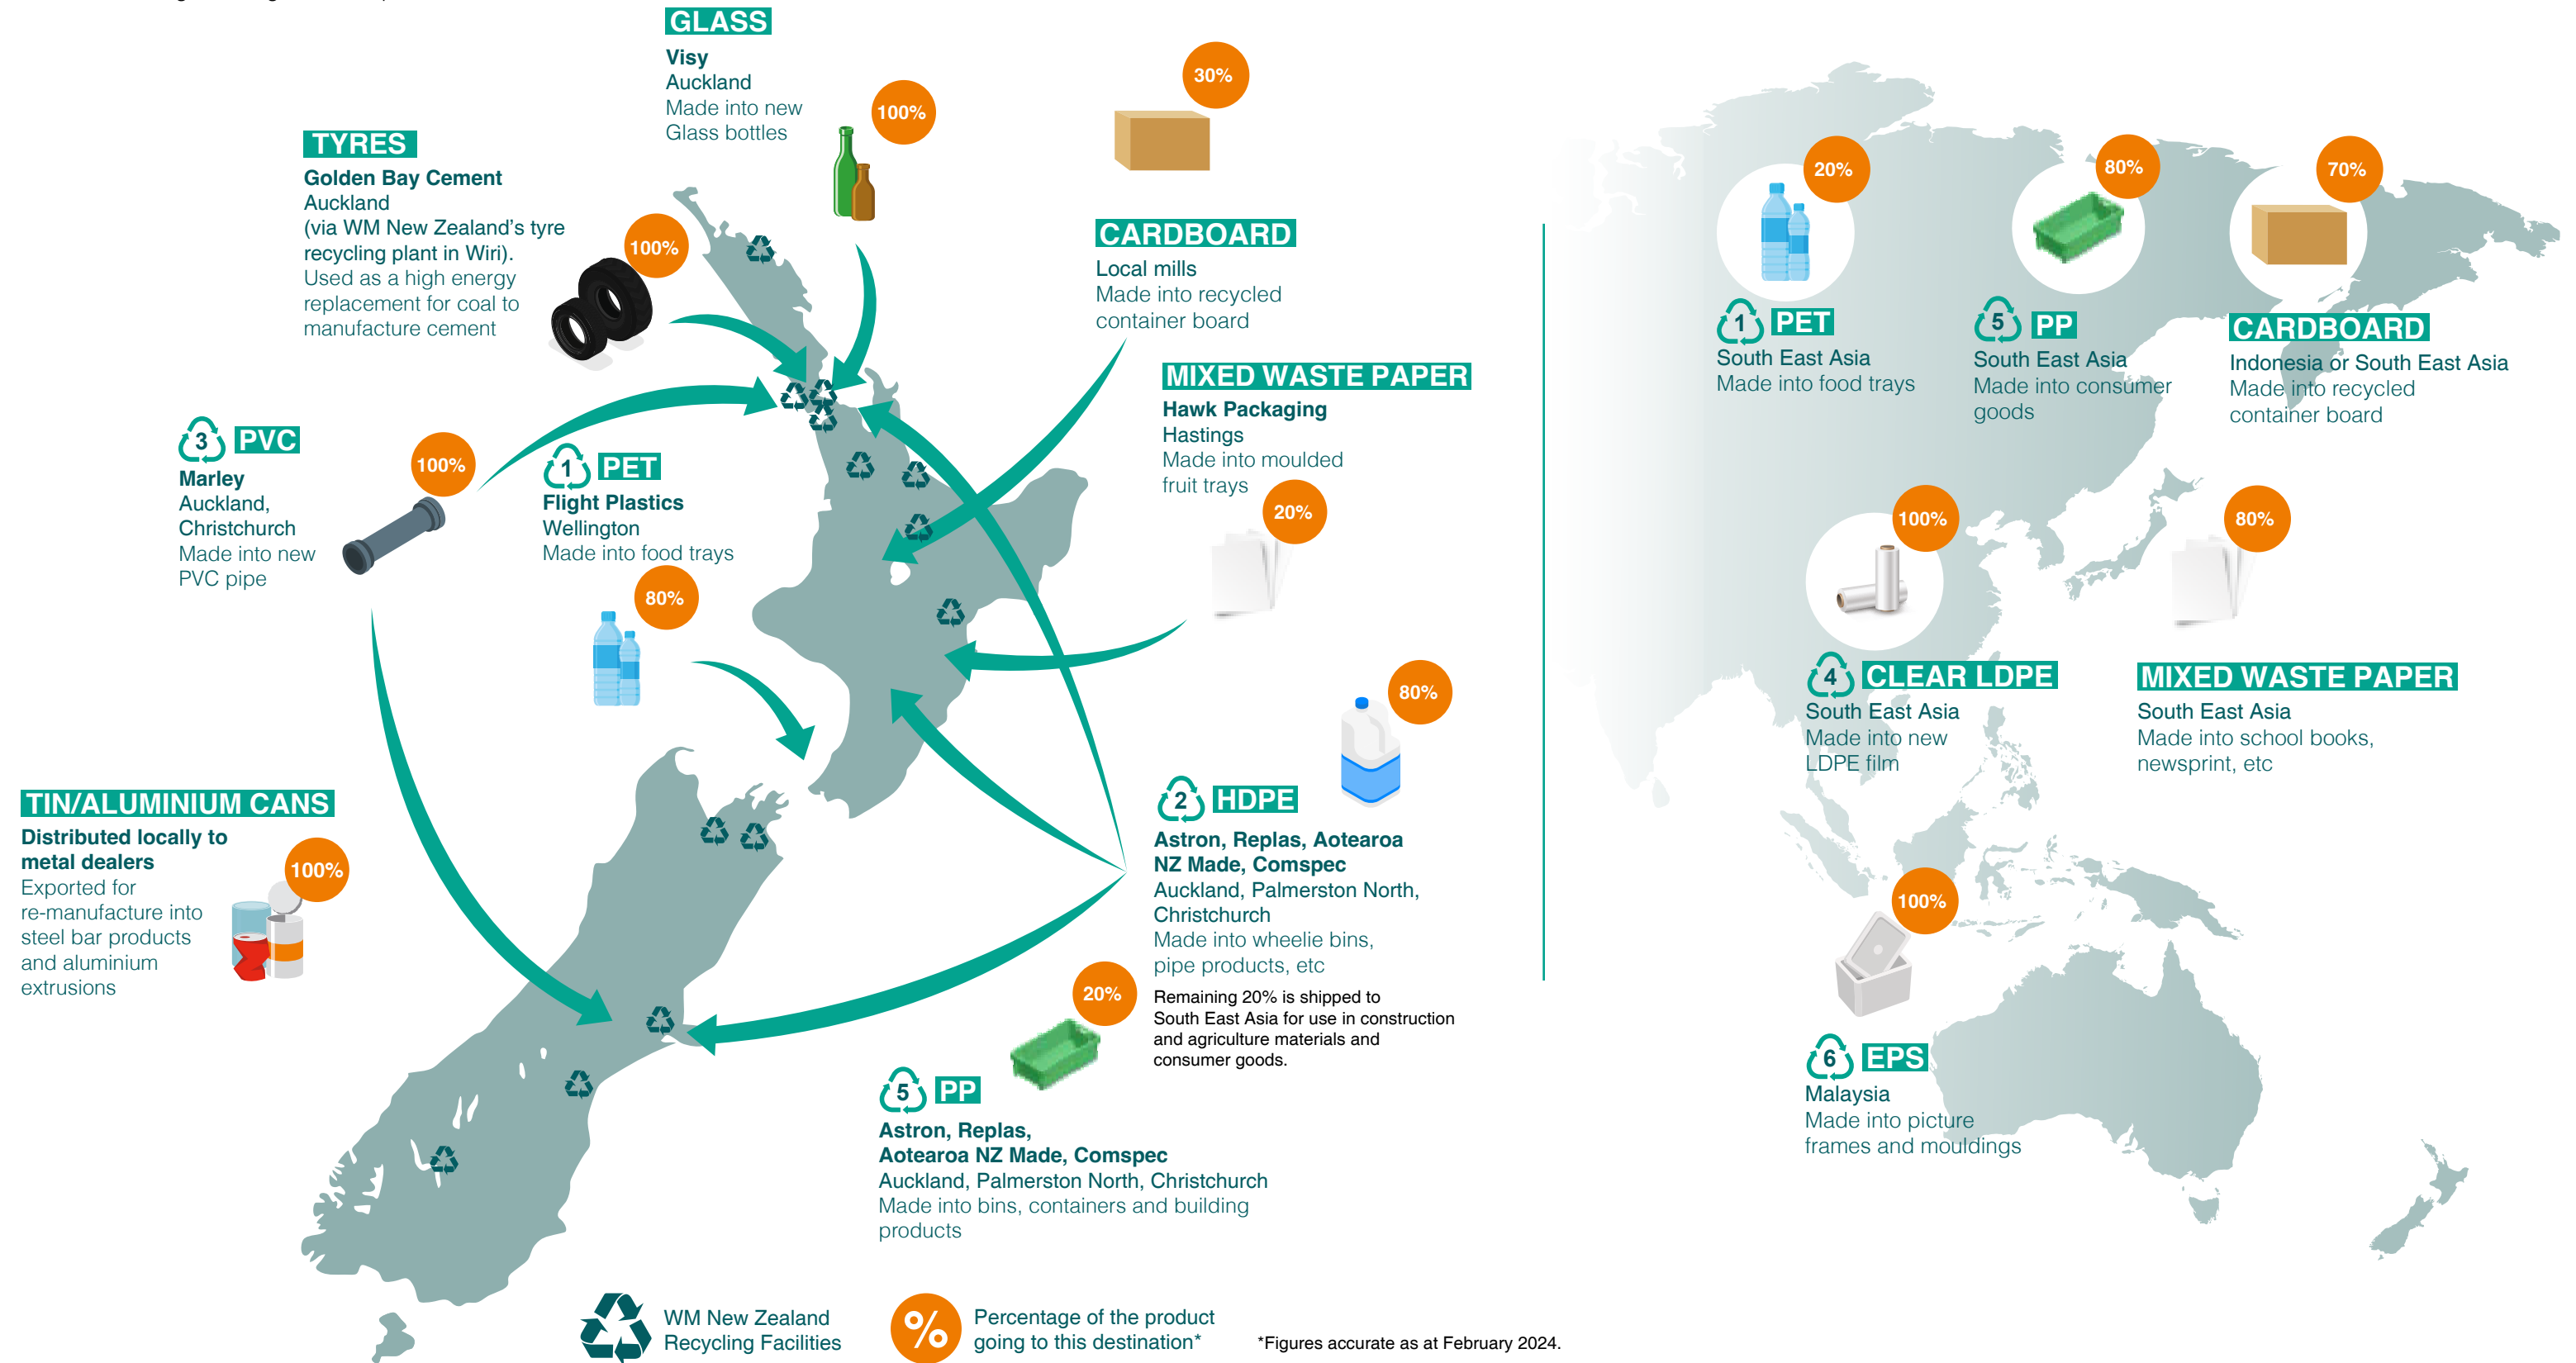 GLASS
Visy
Auckland
Made into new
Glass bottles
100%
30%
TYRES
Golden Bay Cement
Auckland
(via WM New Zealand's tyre
recycling plant in Wiri).
Used as a high energy
replacement for coal to
manufacture cement
100%
CARDBOARD
Local mills
Made into recycled
container board
MIXED WASTE PAPER
Hawk Packaging
Hastings
Made into moulded
fruit trays
20%
3 PVC
Marley
Auckland,
Christchurch
Made into new
PVC pipe
100%
1 PET
Flight Plastics
Wellington
Made into food trays
80%
TIN/ALUMINIUM CANS
Distributed locally to
metal dealers
Exported for
re-manufacture into
steel bar products
and aluminium
extrusions
100%
80%
2 HDPE
Astron, Replas, Aotearoa
NZ Made, Comspec
Auckland, Palmerston North,
Christchurch
Made into wheelie bins,
pipe products, etc
Remaining 20% is shipped to
South East Asia for use in construction
and agriculture materials and
consumer goods.
20%
5 PP
Astron, Replas,
Aotearoa NZ Made, Comspec
Auckland, Palmerston North, Christchurch
Made into bins, containers and building
products
20%
1 PET
South East Asia
Made into food trays
80%
5 PP
South East Asia
Made into consumer
goods
70%
CARDBOARD
Indonesia or South East Asia
Made into recycled
container board
100%
4 CLEAR LDPE
South East Asia
Made into new
LDPE film
80%
MIXED WASTE PAPER
South East Asia
Made into school books,
newsprint, etc
100%
6 EPS
Malaysia
Made into picture
frames and mouldings
WM New Zealand
Recycling Facilities
%
Percentage of the product
going to this destination*
*Figures accurate as at February 2024.